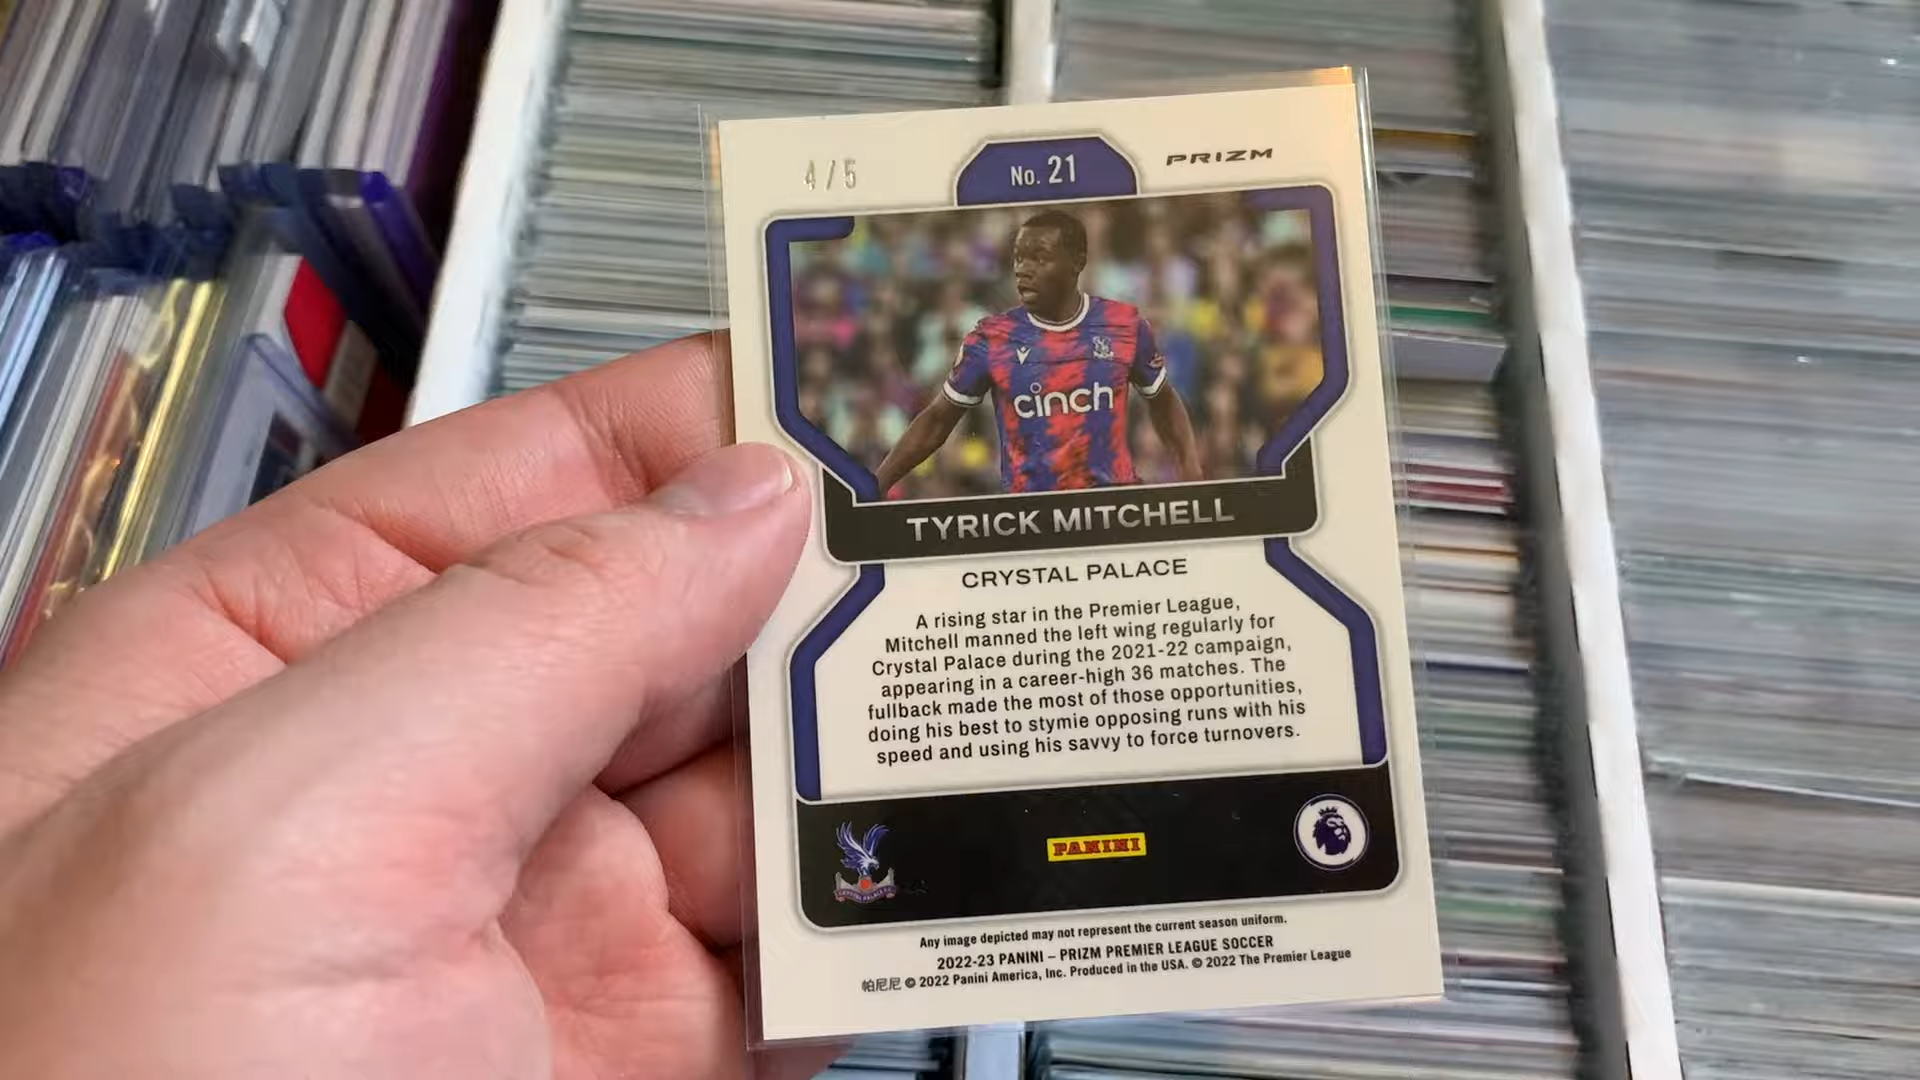 4/5
No. 21
PRIZM
cinch
TYRICK MITCHELL
CRYSTAL PALACE
A rising star in the Premier League,
Mitchell manned the left wing regularly for
Crystal Palace during the 2021-22 campaign,
appearing in a career-high 36 matches. The
fullback made the most of those opportunities,
doing his best to stymie opposing runs with his
speed and using his savvy to force turnovers.
PANINI
Any image depicted may not represent the current season uniform.
2022-23 PANINI – PRIZM PREMIER LEAGUE SOCCER
帕尼尼 © 2022 Panini America, Inc. Produced in the USA. © 2022 The Premier League